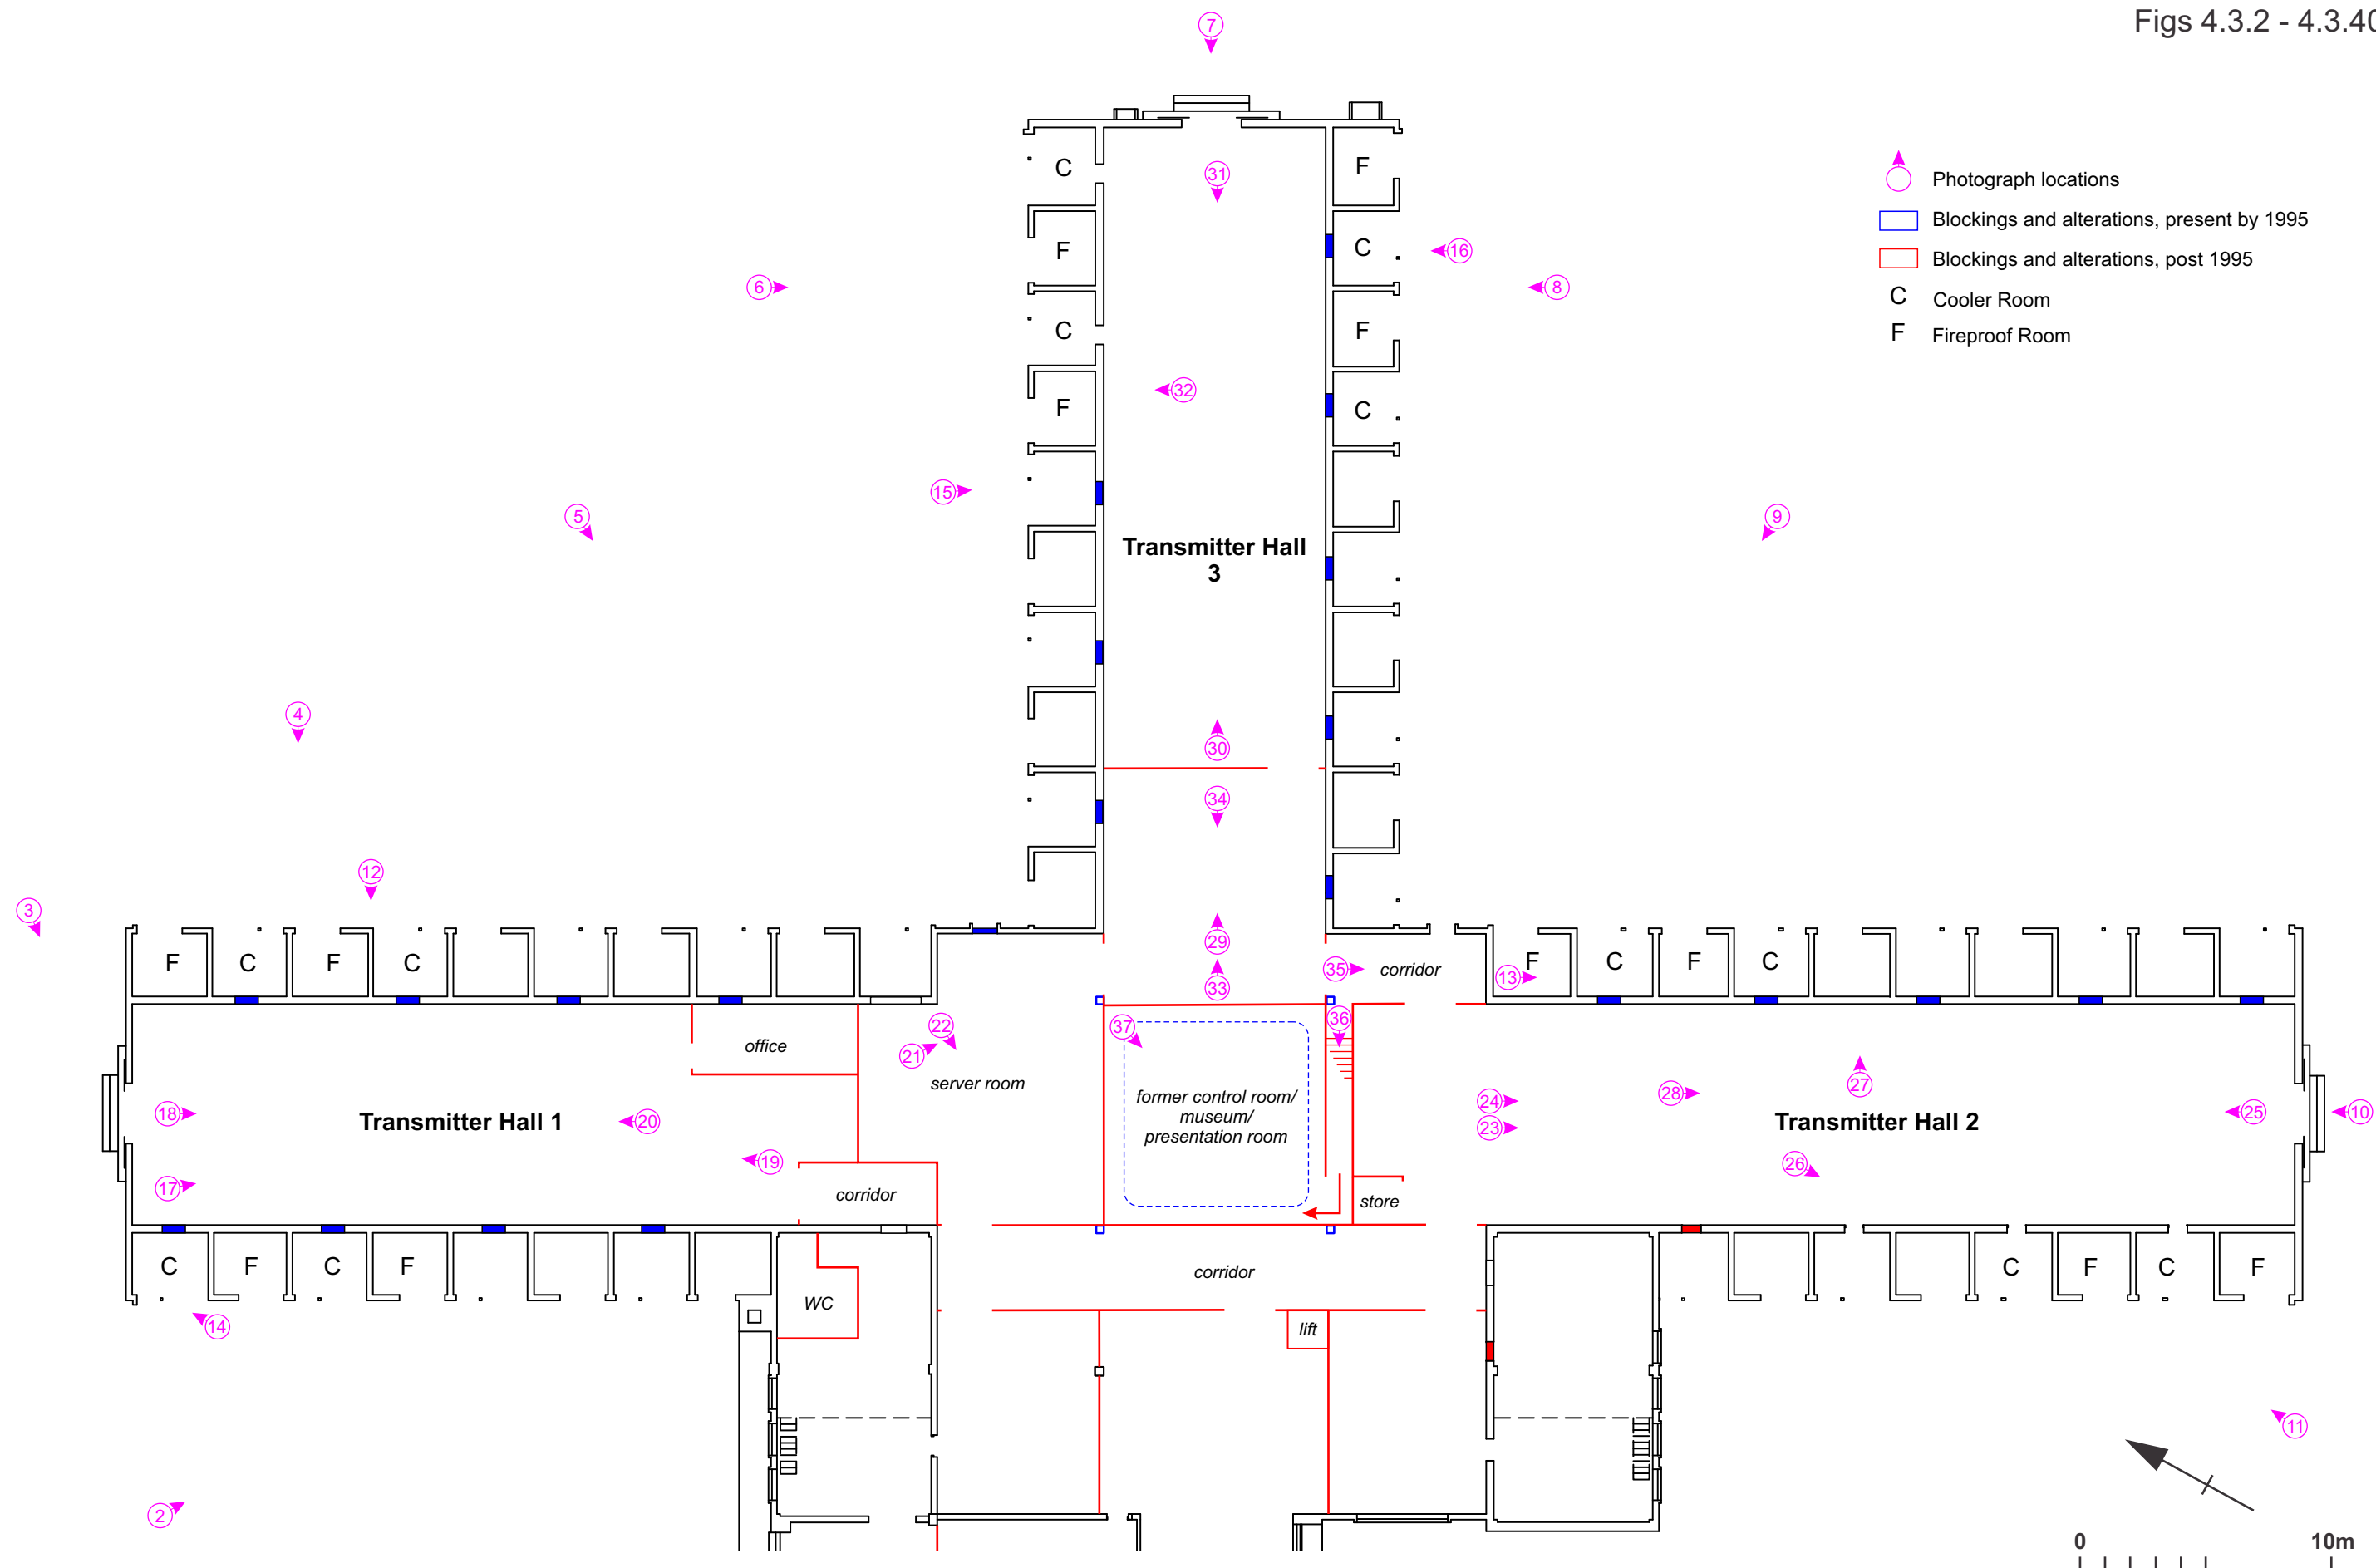 Figs 4.3.2 - 4.3.40
7
Photograph locations
Blockings and alterations, present by 1995
Blockings and alterations, post 1995
C Cooler Room
F Fireproof Room
C
31
F
F
C
16
6
8
C
F
32
F
C
15
5
9
Transmitter Hall
3
4
30
34
12
3
29
F
C
F
C
35
corridor
13
F
C
F
C
33
22
37
36
21
office
server room
former control room/
museum/
presentation room
24
28
27
18
Transmitter Hall 1
20
23
Transmitter Hall 2
25
10
19
26
17
corridor
store
C
F
C
F
corridor
C
F
C
F
WC
14
lift
11
2
0
10m